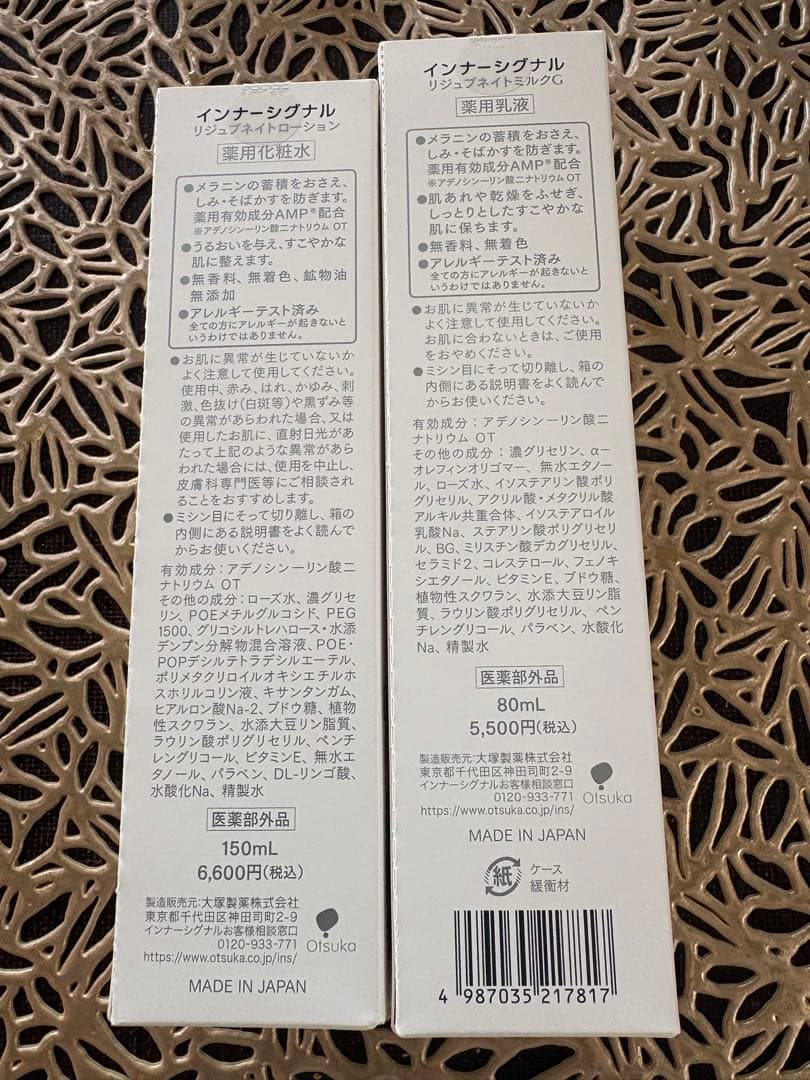 インナーシグナル
リジュブネイトローション
薬用化粧水
●メラニンの蓄積をおさえ、
しみ・そばかすを防ぎます。
薬用有効成分AMP※配合
※アデノシン一リン酸二ナトリウム OT
●うるおいを与え、すこやかな
肌に整えます。
●無香料、無着色、鉱物油
無添加
●アレルギーテスト済み
全ての方にアレルギーが起きないと
いうわけではありません。
●お肌に異常が生じていないか
よく注意して使用してください。
使用中、赤み、はれ、かゆみ、刺
激、色抜け(白斑等)や黒ずみ等
の異常があらわれた場合、又は
使用したお肌に、直射日光があ
たって上記のような異常があら
われた場合には、使用を中止し、
皮膚科専門医等にご相談され
ることをおすすめします。
●ミシン目にそって切り離し、箱の
内側にある説明書をよく読んで
からお使いください。
有効成分：アデノシン一リン酸二
ナトリウム OT
その他の成分：ローズ水、濃グリセ
リン、POEメチルグルコシド、PEG
1500、グリコシルトレハロース・水添
デンプン分解物混合溶液、POE・
POPデシルテトラデシルエーテル、
ポリメタクリロイルオキシエチルホ
スホリルコリン液、キサンタンガム、
ヒアルロン酸Na-2、ブドウ糖、植物
性スクワラン、水添大豆リン脂質、
ラウリン酸ポリグリセリル、ペンチ
レングリコール、ビタミンE、無水エ
タノール、パラベン、DL-リンゴ酸、
水酸化Na、精製水
医薬部外品
150mL
6,600円(税込)
製造販売元：大塚製薬株式会社
東京都千代田区神田司町2-9
インナーシグナルお客様相談窓口
0120-933-771
https://www.otsuka.co.jp/ins/
Otsuka
MADE IN JAPAN
インナーシグナル
リジュブネイトミルクG
薬用乳液
●メラニンの蓄積をおさえ、
しみ・そばかすを防ぎます。
薬用有効成分AMP※配合
※アデノシン一リン酸二ナトリウム OT
●肌あれや乾燥をふせぎ、
しっとりとしたすこやかな
肌に保ちます。
●無香料、無着色
●アレルギーテスト済み
全ての方にアレルギーが起きないと
いうわけではありません。
●お肌に異常が生じていないか
よく注意して使用してください。
お肌に合わないときは、ご使用
をおやめください。
●ミシン目にそって切り離し、箱の
内側にある説明書をよく読んで
からお使いください。
有効成分：アデノシン一リン酸二
ナトリウム OT
その他の成分：濃グリセリン、α-
オレフィンオリゴマー、無水エタノー
ル、ローズ水、イソステアリン酸ポリ
グリセリル、アクリル酸・メタクリル酸
アルキル共重合体、イソステアロイル
乳酸Na、ステアリン酸ポリグリセリ
ル、BG、ミリスチン酸デカグリセリル、
セラミド2、コレステロール、フェノキ
シエタノール、ビタミンE、ブドウ糖、
植物性スクワラン、水添大豆リン脂
質、ラウリン酸ポリグリセリル、ペン
チレングリコール、パラベン、水酸化
Na、精製水
医薬部外品
80mL
5,500円(税込)
製造販売元：大塚製薬株式会社
東京都千代田区神田司町2-9
インナーシグナルお客様相談窓口
0120-933-771
https://www.otsuka.co.jp/ins/
Otsuka
MADE IN JAPAN
紙
ケース
緩衝材
4 987035 217817